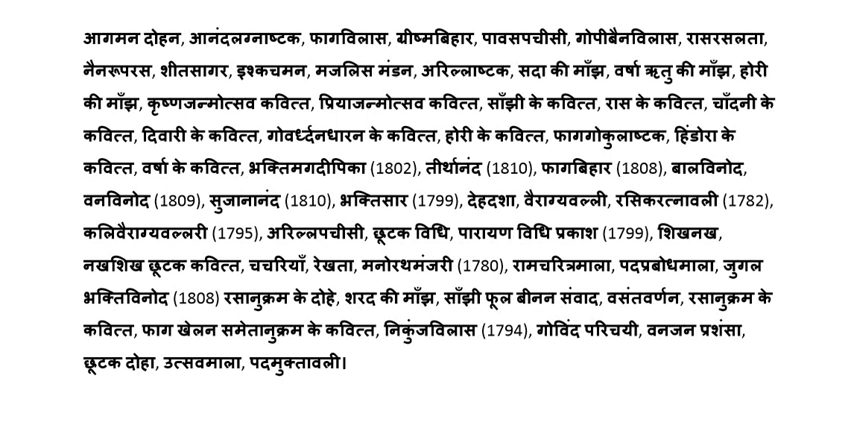 आगमन दोहन, आनंदलग्नाष्टक, फागविलास, ग्रीष्मबिहार, पावसपचीसी, गोपीबैनविलास, रासरसलता,
नैनरूपरस, शीतसागर, इश्कचमन, मजलिस मंडन, अरिल्लाष्टक, सदा की माँझ, वर्षा ऋतु की माँझ, होरी
की माँझ, कृष्णजन्मोत्सव कवित्त, प्रियाजन्मोत्सव कवित्त, साँझी के कवित्त, रास के कवित्त, चाँदनी के
कवित्त, दिवारी के कवित्त, गोवर्ध्दनधारन के कवित्त, होरी के कवित्त, फागगोकुलाष्टक, हिंडोरा के
कवित्त, वर्षा के कवित्त, भक्तिमगदीपिका (1802), तीर्थानंद (1810), फागबिहार (1808), बालविनोद,
वनविनोद (1809), सुजानानंद (1810), भक्तिसार (1799), देहदशा, वैराग्यवल्ली, रसिकरत्नावली (1782),
कलिवैराग्यवल्लरी (1795), अरिल्लपचीसी, छूटक विधि, पारायण विधि प्रकाश (1799), शिखनख,
नखशिख छूटक कवित्त, चचरियाँ, रेखता, मनोरथमंजरी (1780), रामचरित्रमाला, पदप्रबोधमाला, जुगल
भक्तिविनोद (1808) रसानुक्रम के दोहे, शरद की माँझ, साँझी फूल बीनन संवाद, वसंतवर्णन, रसानुक्रम के
कवित्त, फाग खेलन समेतानुक्रम के कवित्त, निकुंजविलास (1794), गोविंद परिचयी, वनजन प्रशंसा,
छूटक दोहा, उत्सवमाला, पदमुक्तावली।